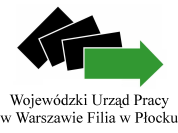 Wojewódzki Urząd Pracy
w Warszawie Filia w Płocku